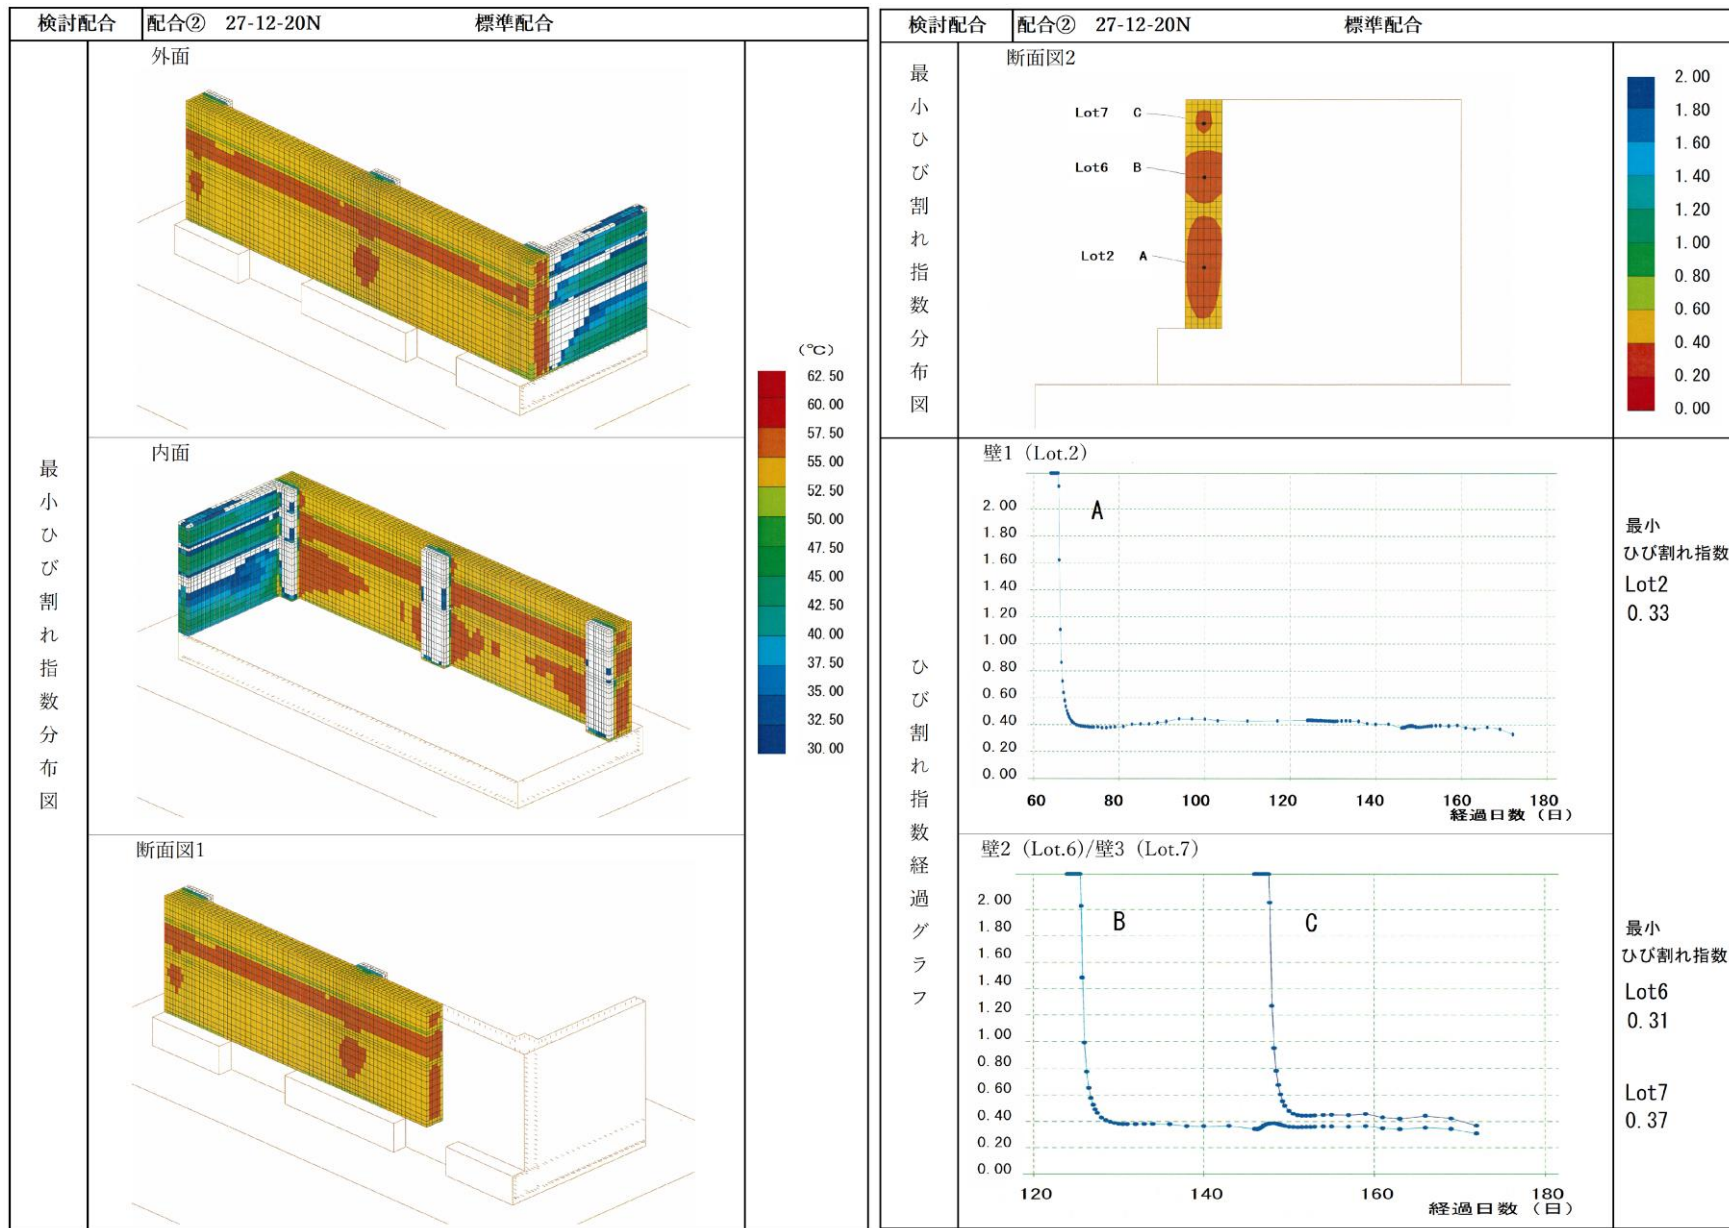 検討配合 配合② 27-12-20N 標準配合
最小ひび割れ指数分布図
外面
内面
断面図1
(℃)
62.50
60.00
57.50
55.00
52.50
50.00
47.50
45.00
42.50
40.00
37.50
35.00
32.50
30.00
検討配合 配合② 27-12-20N 標準配合
最小ひび割れ指数分布図
断面図2
Lot7 C
Lot6 B
Lot2 A
2.00
1.80
1.60
1.40
1.20
1.00
0.80
0.60
0.40
0.20
0.00
ひび割れ指数経過グラフ
壁1 (Lot.2)
A
2.00
1.80
1.60
1.40
1.20
1.00
0.80
0.60
0.40
0.20
0.00
60 80 100 120 140 160 180
経過日数 (日)
最小
ひび割れ指数
Lot2
0.33
壁2 (Lot.6)/壁3 (Lot.7)
B C
2.00
1.80
1.60
1.40
1.20
1.00
0.80
0.60
0.40
0.20
0.00
120 140 160 180
経過日数 (日)
最小
ひび割れ指数
Lot6
0.31
Lot7
0.37